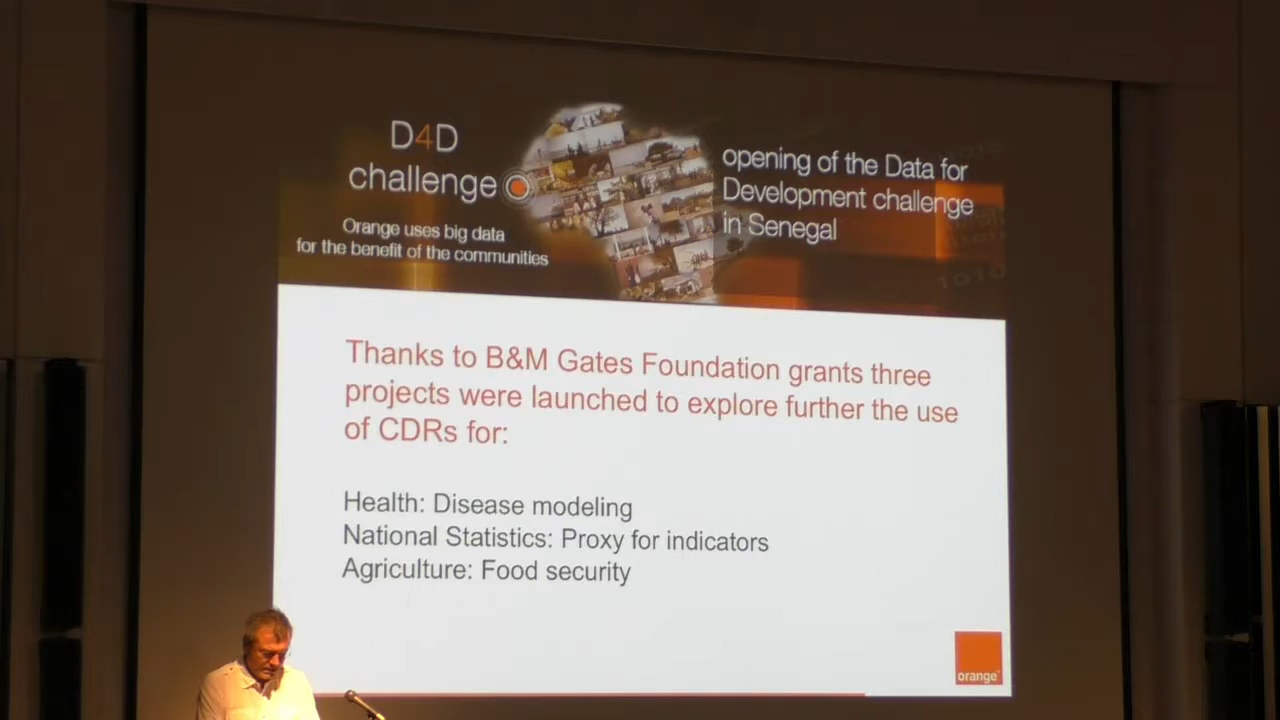 D4D
challenge
Orange uses big data
for the benefit of the communities
opening of the Data for
Development challenge
in Senegal
1010
Thanks to B&M Gates Foundation grants three
projects were launched to explore further the use
of CDRs for:
Health: Disease modeling
National Statistics: Proxy for indicators
Agriculture: Food security
orange™